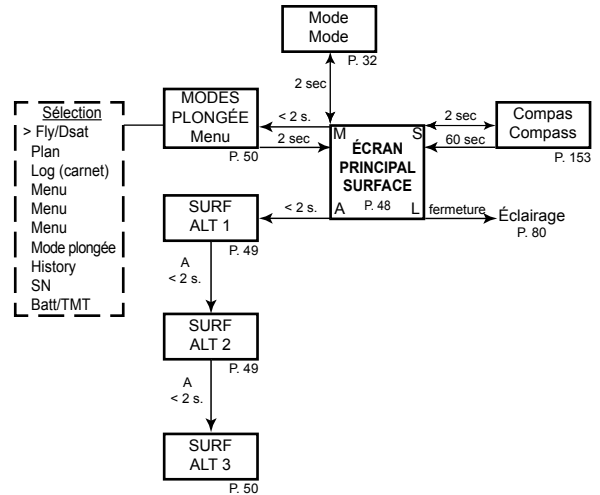 Mode
Mode
P. 32
2 sec
Sélection
> Fly/Dsat
Plan
Log (carnet)
Menu
Menu
Menu
Mode plongée
History
SN
Batt/TMT
MODES
PLONGÉE
Menu
P. 50
< 2 s.
2 sec
M
S
ÉCRAN
PRINCIPAL
SURFACE
P. 48
A
L
2 sec
60 sec
Compas
Compass
P. 153
fermeture
Éclairage
P. 80
< 2 s.
SURF
ALT 1
P. 49
A
< 2 s.
SURF
ALT 2
P. 49
A
< 2 s.
SURF
ALT 3
P. 50